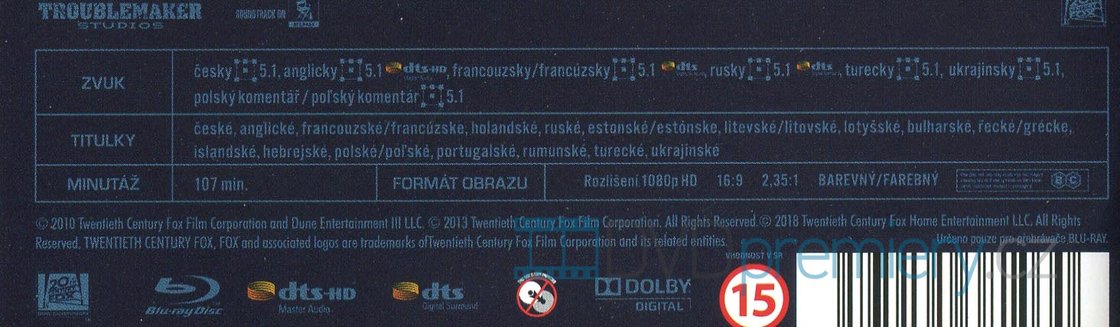 TROUBLEMAKER
STUDIOS
SOUNDTRACK ON
ZVUK
česky 5.1, anglicky 5.1 dts-HD, francouzsky/francúzsky 5.1 dts, rusky 5.1 dts, turecky 5.1, ukrajinsky 5.1,
polský komentář / poľský komentár 5.1
TITULKY
české, anglické, francouzské/francúzske, holandské, ruské, estonské/estónske, litevské/litovské, lotyšské, bulharské, řecké/grécke,
islandské, hebrejské, polské/poľské, portugalské, rumunské, turecké, ukrajinské
MINUTÁŽ
107 min.
FORMÁT OBRAZU
Rozlišení 1080p HD 16:9 2,35:1 BAREVNÝ/FAREBNÝ
B C
© 2010 Twentieth Century Fox Film Corporation and Dune Entertainment III LLC. © 2013 Twentieth Century Fox Film Corporation. All Rights Reserved. © 2018 Twentieth Century Fox Home Entertainment LLC. All Rights
Reserved. TWENTIETH CENTURY FOX, FOX and associated logos are trademarks of Twentieth Century Fox Film Corporation and its related entities.
Určeno pouze pro přehrávače BLU-RAY.
DVDpremiery.cz
VHODNOST V SR
15
Blu-ray Disc
dts-HD
Master Audio
dts
Digital Surround
DOLBY
DIGITAL